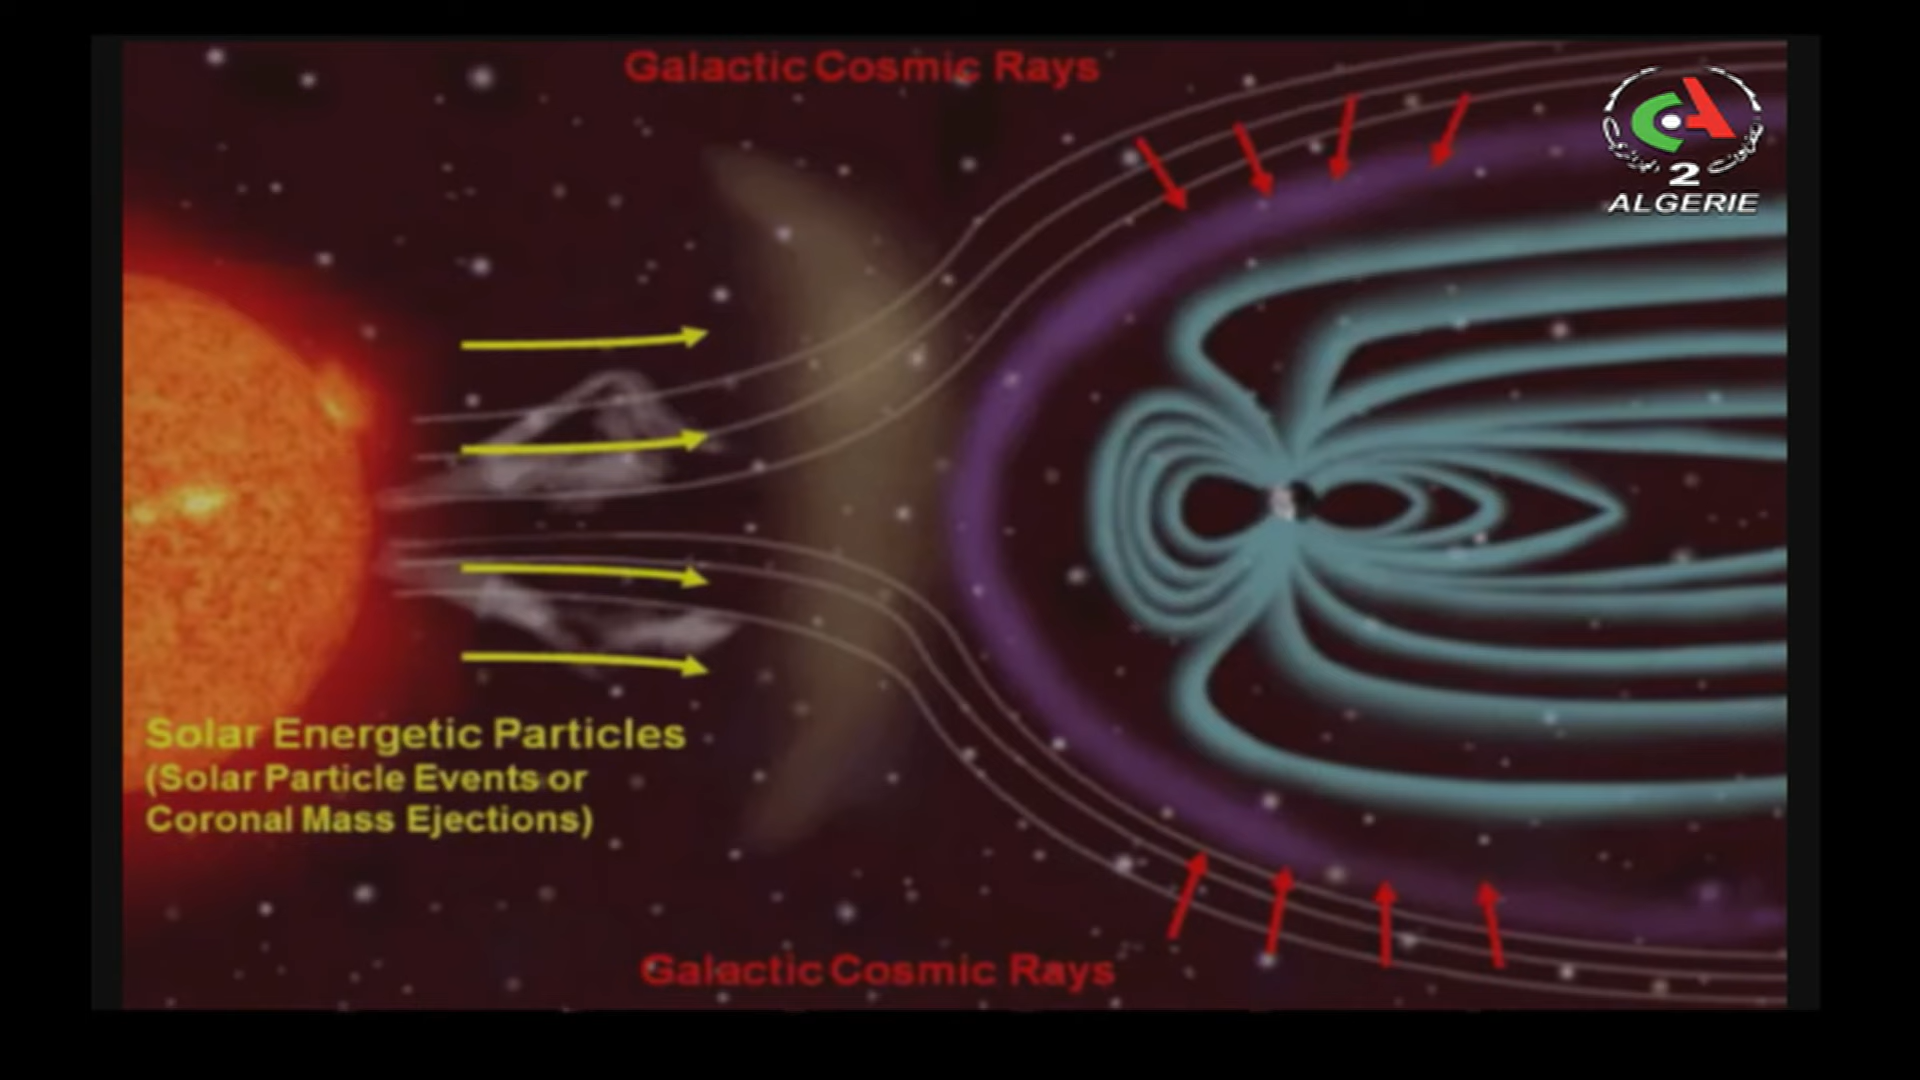 Galactic Cosmic Rays
2
ALGERIE
Solar Energetic Particles
(Solar Particle Events or
Coronal Mass Ejections)
Galactic Cosmic Rays